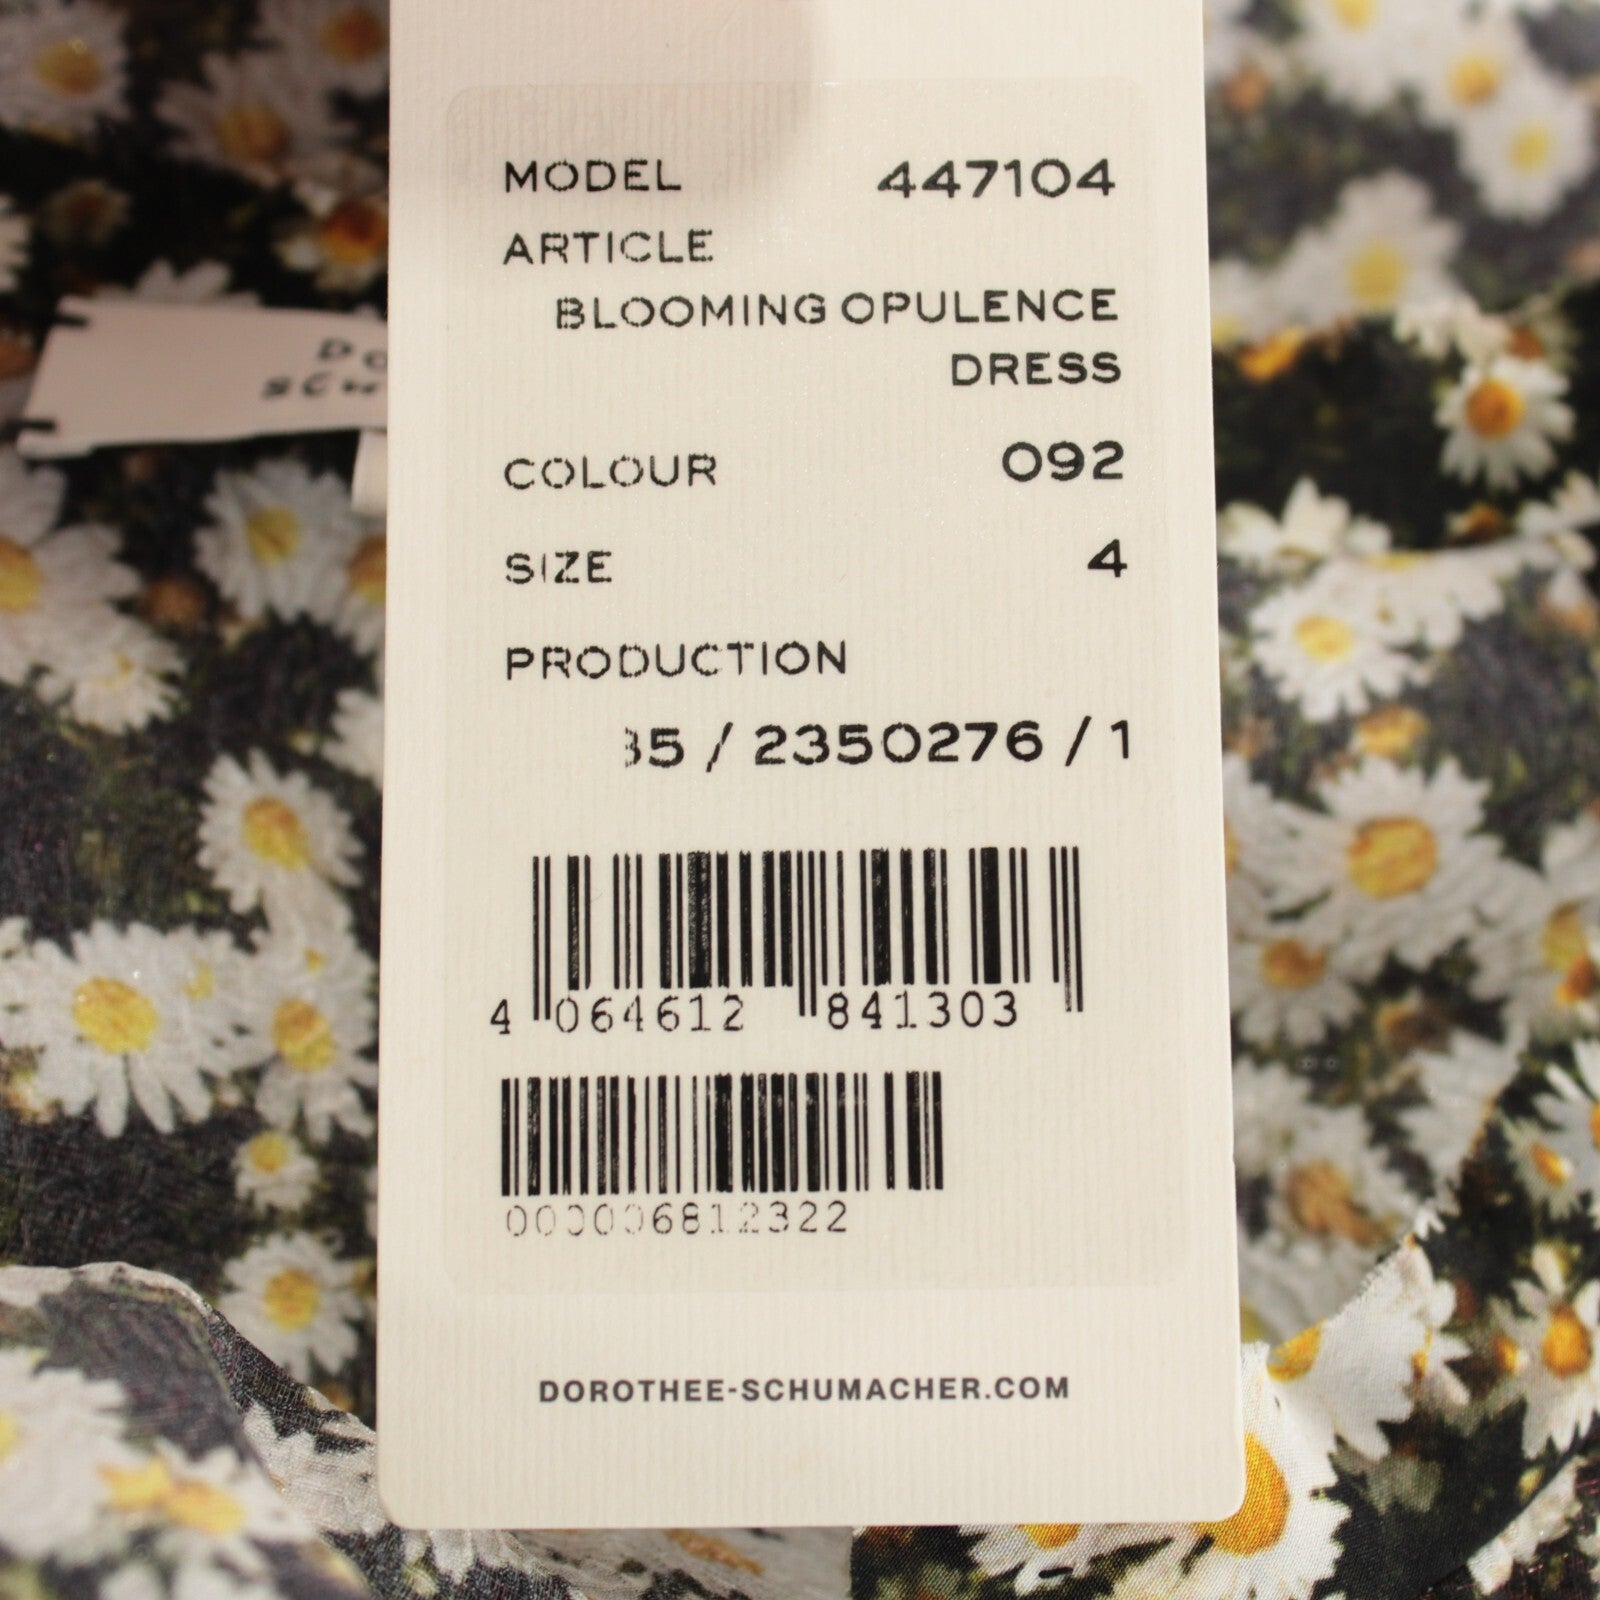 MODEL 447104
ARTICLE
BLOOMING OPULENCE
DRESS
COLOUR 092
SIZE 4
PRODUCTION
35 / 2350276 / 1
4 064612 841303
000006812322
DOROTHEE-SCHUMACHER.COM